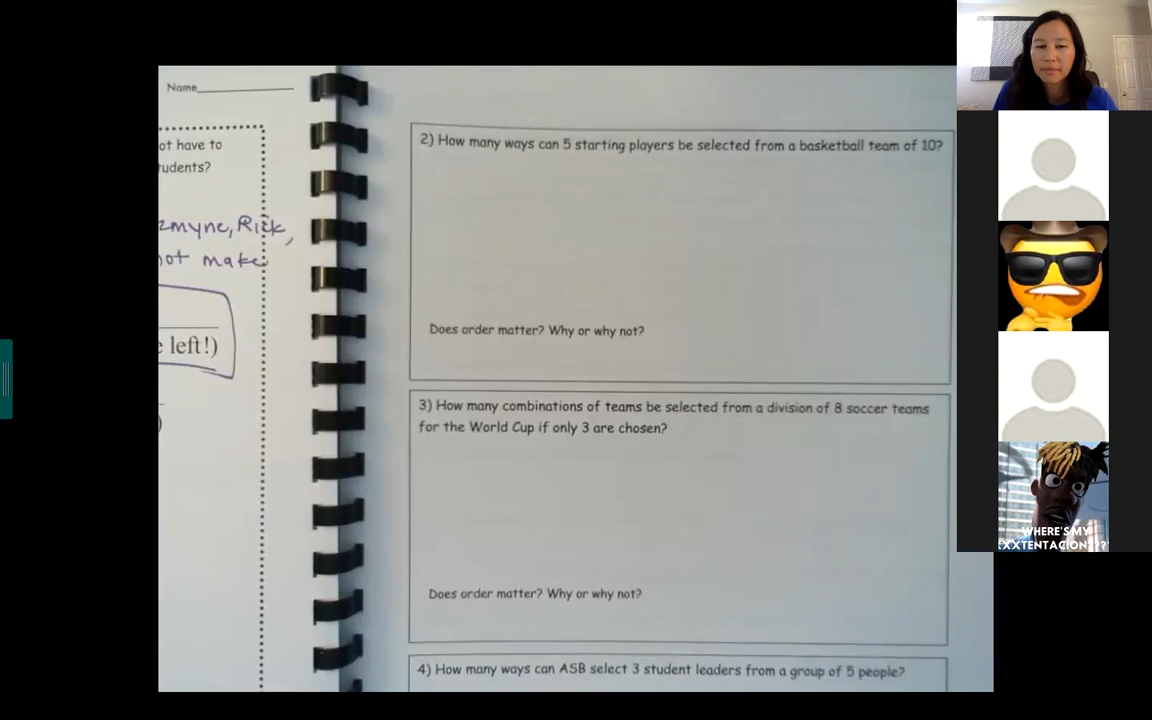 Name
ot have to
tudents?
Rick,
not make
e left!)
2) How many ways can 5 starting players be selected from a basketball team of 10?
Does order matter? Why or why not?
3) How many combinations of teams be selected from a division of 8 soccer teams
for the World Cup if only 3 are chosen?
Does order matter? Why or why not?
4) How many ways can ASB select 3 student leaders from a group of 5 people?
WHERE'S MY
XXXTENTACION????